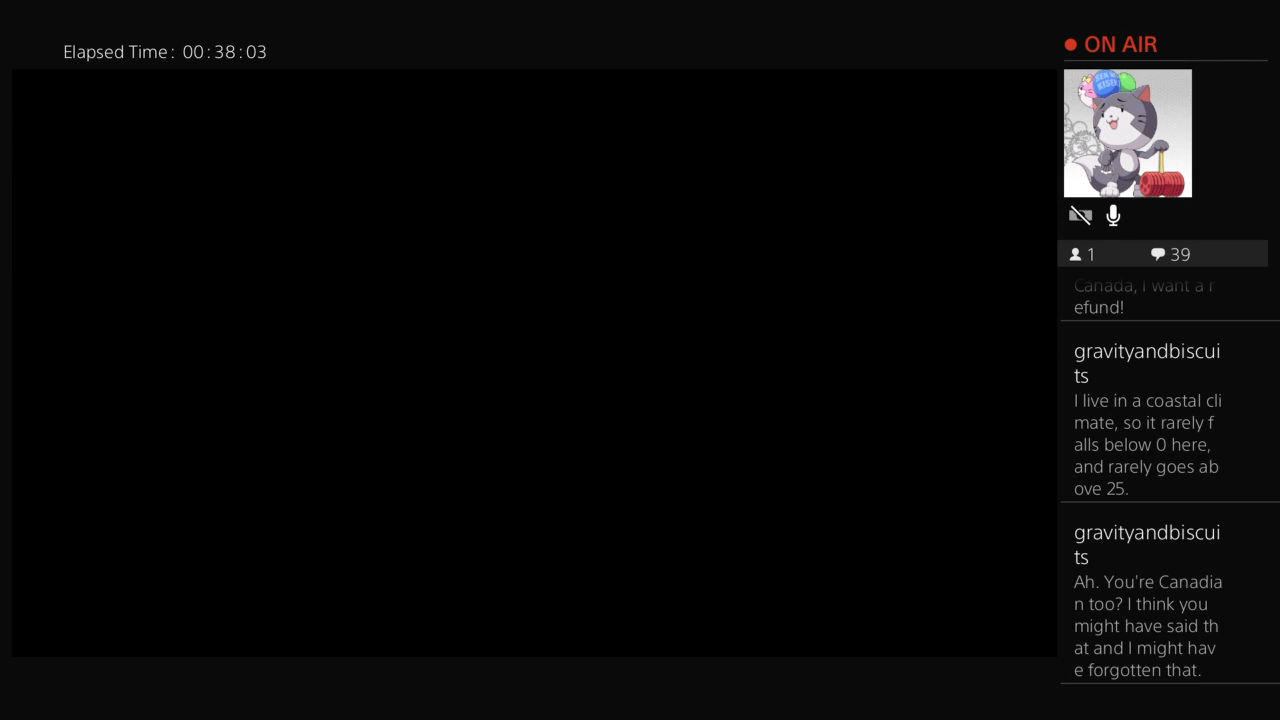 Elapsed Time: 00:38:03
ON AIR
1 39
Canada, I want a r
efund!
gravityandbiscui
ts
I live in a coastal cli
mate, so it rarely f
alls below 0 here,
and rarely goes ab
ove 25.
gravityandbiscui
ts
Ah. You're Canadia
n too? I think you
might have said th
at and I might hav
e forgotten that.